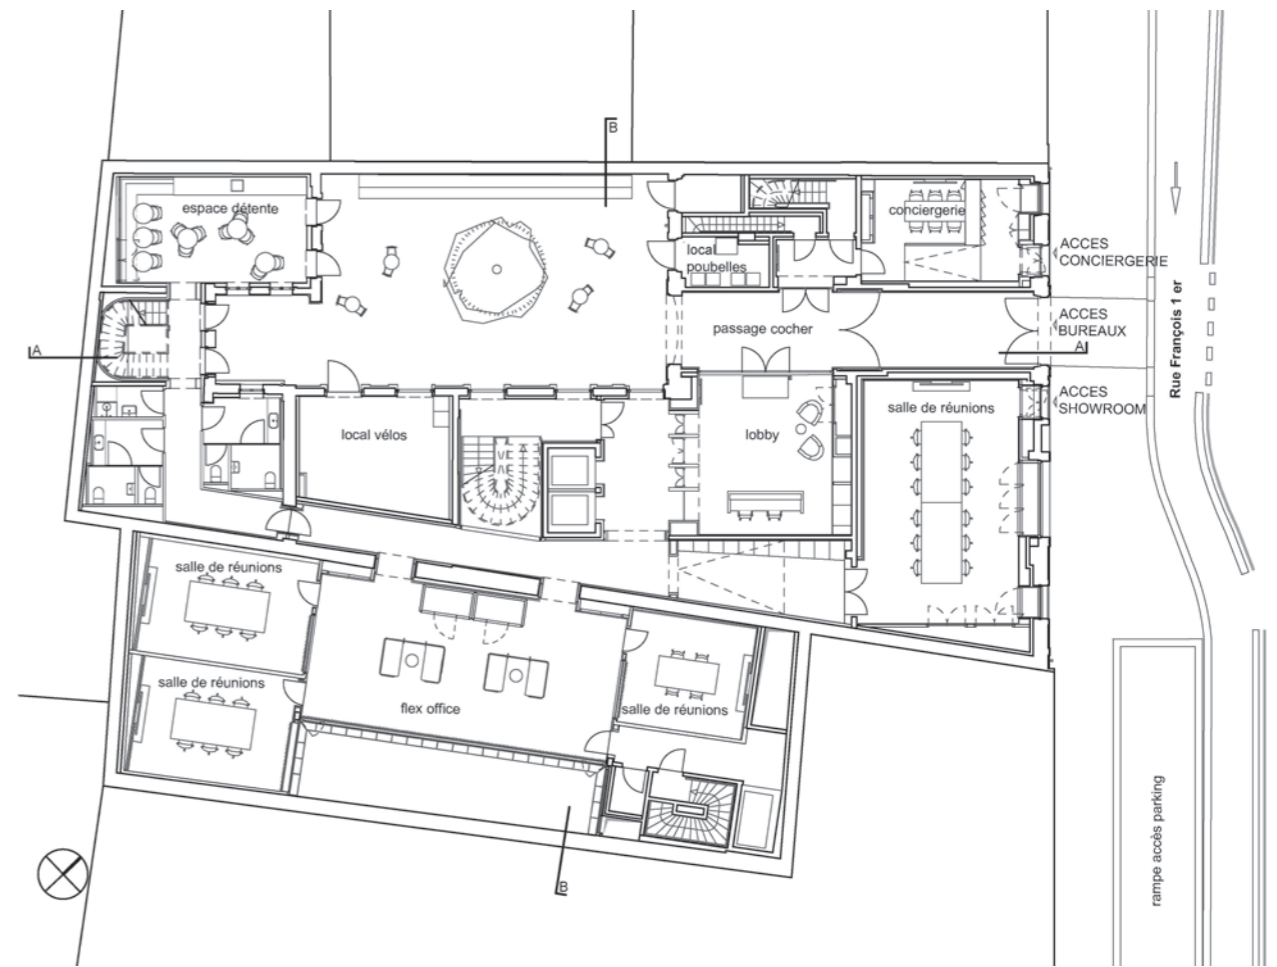 B
espace détente
conciergerie
ACCES
CONCIERGERIE
local
poubelles
ACCES
BUREAUX
passage cocher
A
A
Rue François 1 er
ACCES
SHOWROOM
salle de réunions
local vélos
lobby
salle de réunions
salle de réunions
flex office
salle de réunions
rampe accès parking
B